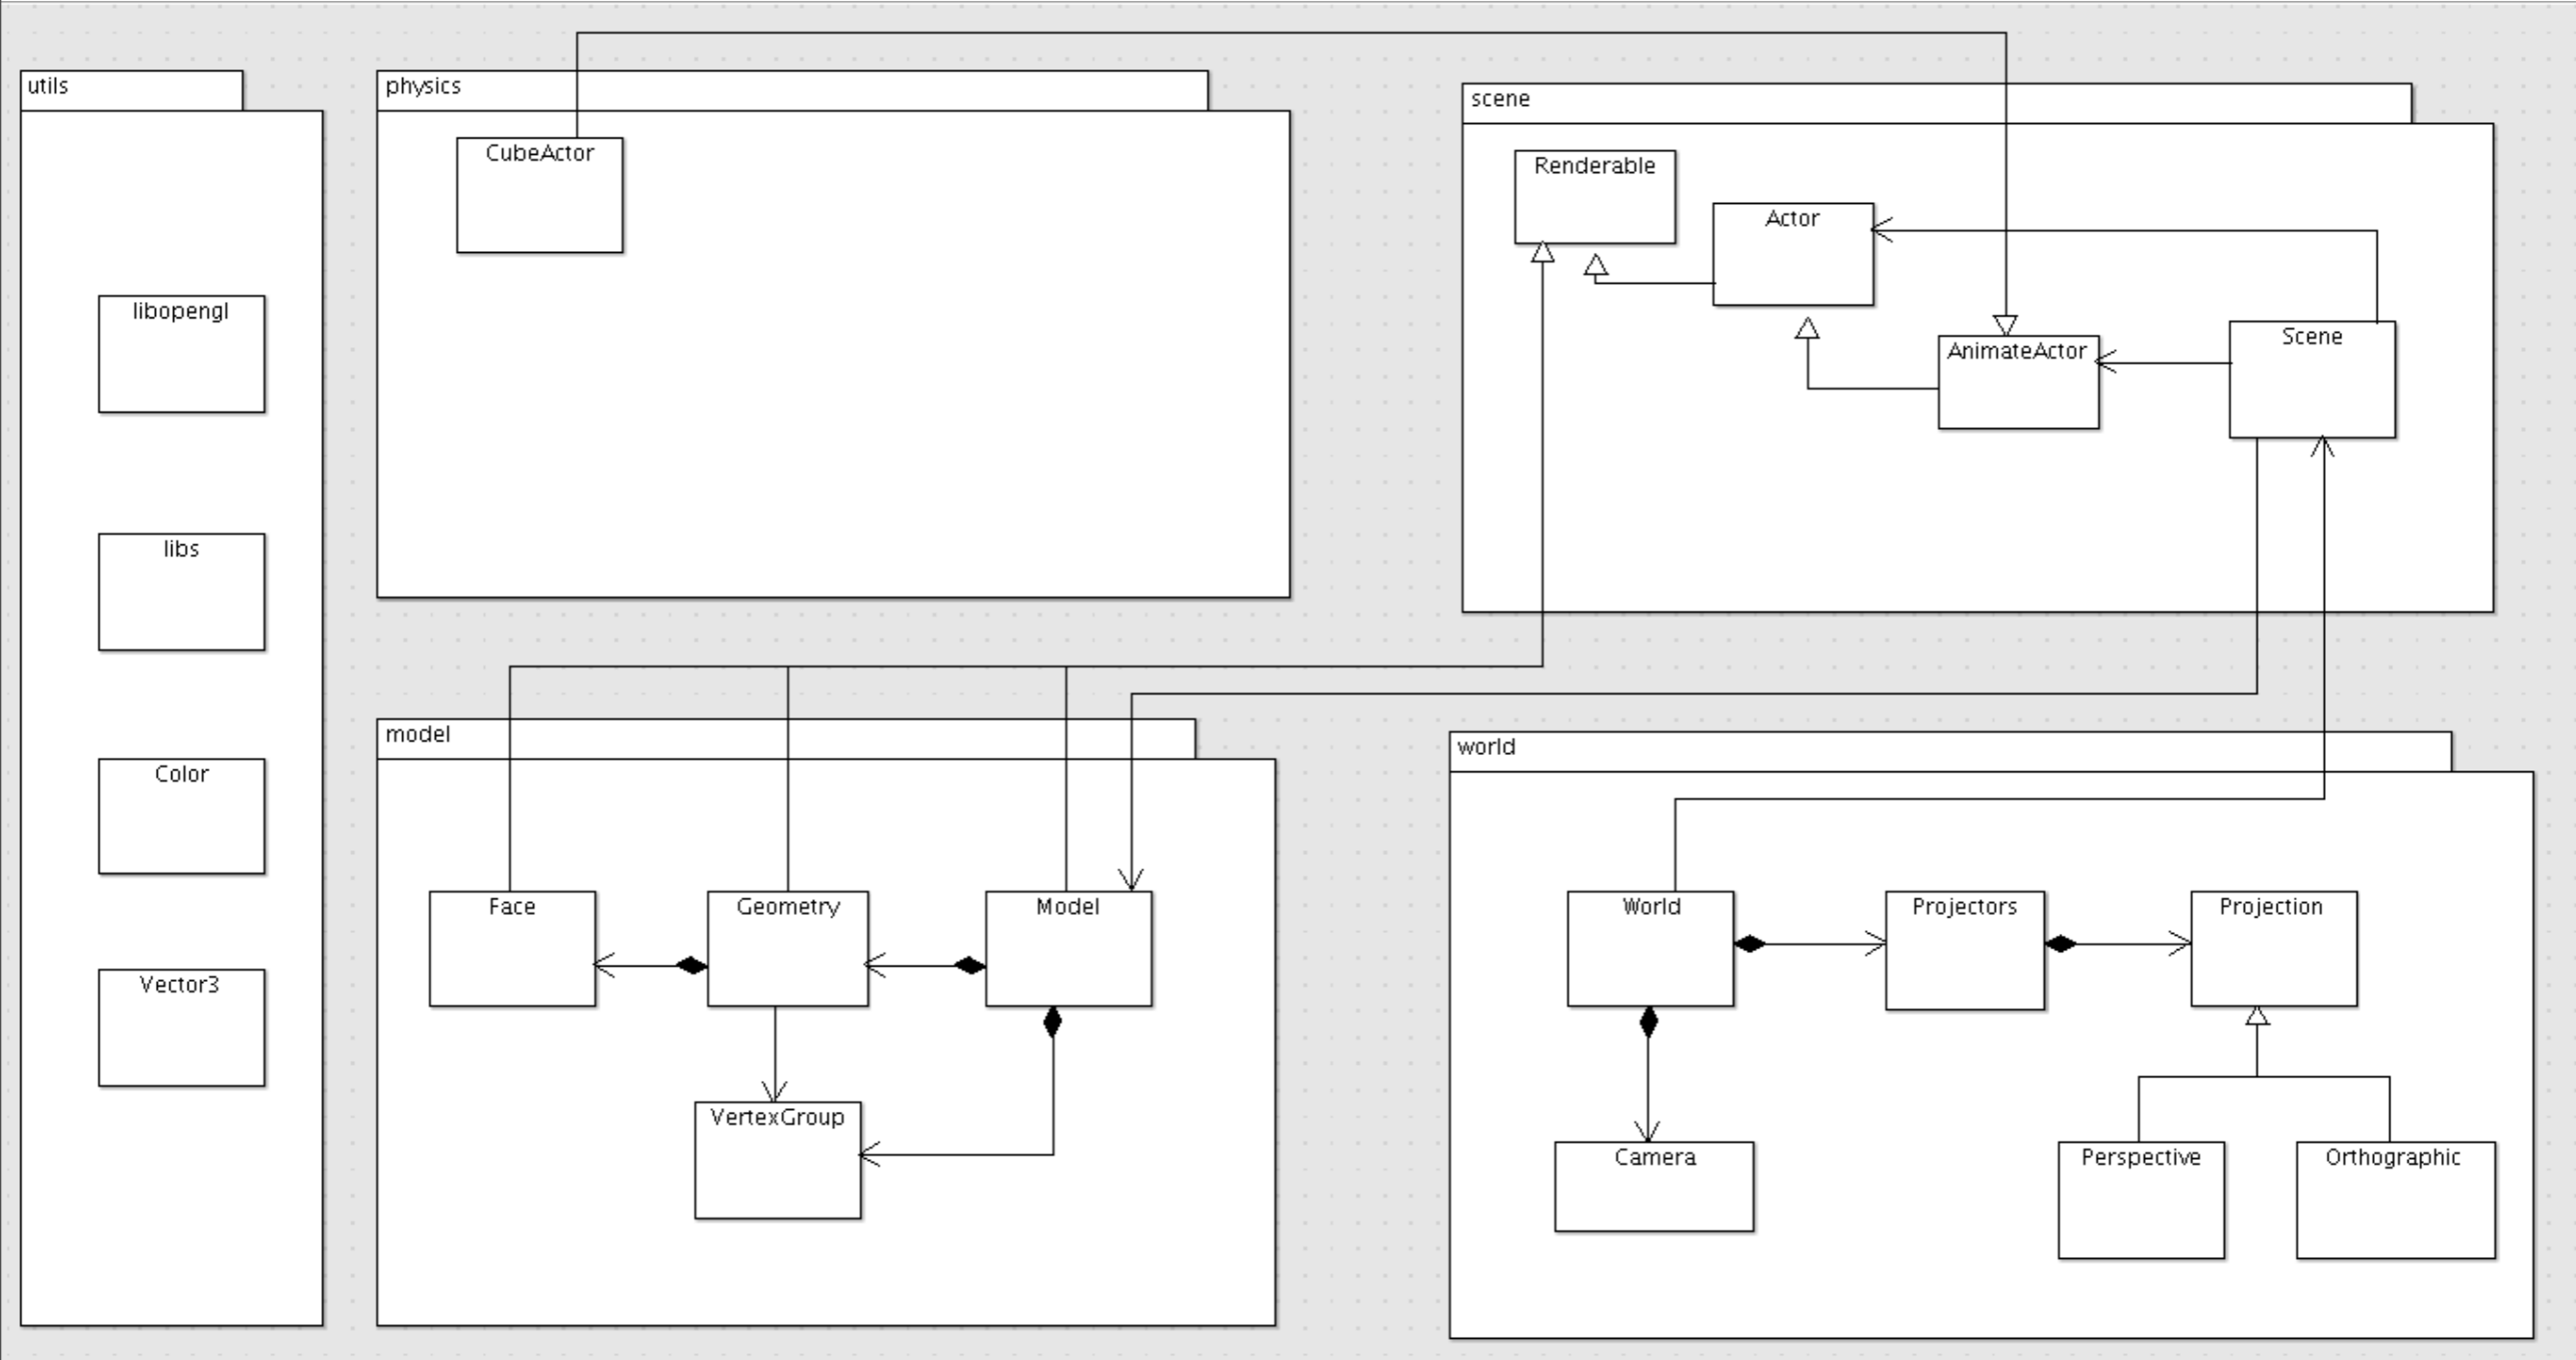 utils
libopengl
libs
Color
Vector3
physics
CubeActor
scene
Renderable
Actor
AnimateActor
Scene
model
Face
Geometry
Model
VertexGroup
world
World
Projectors
Projection
Camera
Perspective
Orthographic